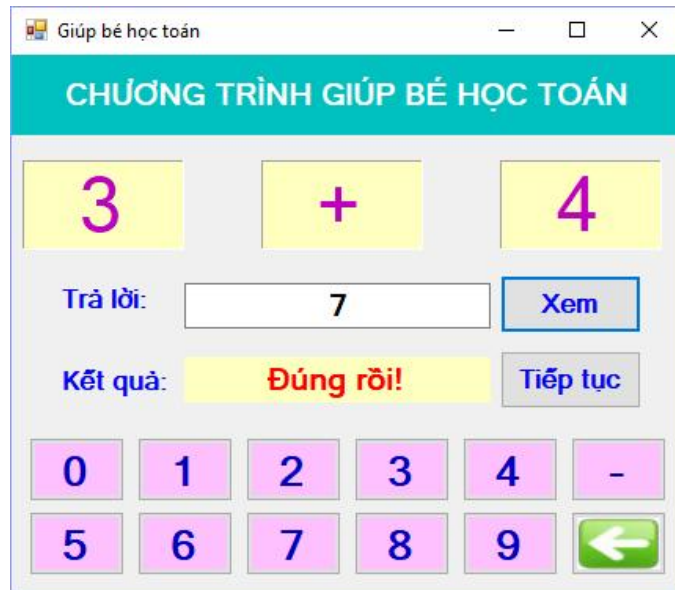 Giúp bé học toán
CHƯƠNG TRÌNH GIÚP BÉ HỌC TOÁN
3 + 4
Trả lời: 7 Xem
Kết quả: Đúng rồi! Tiếp tục
0 1 2 3 4 -
5 6 7 8 9